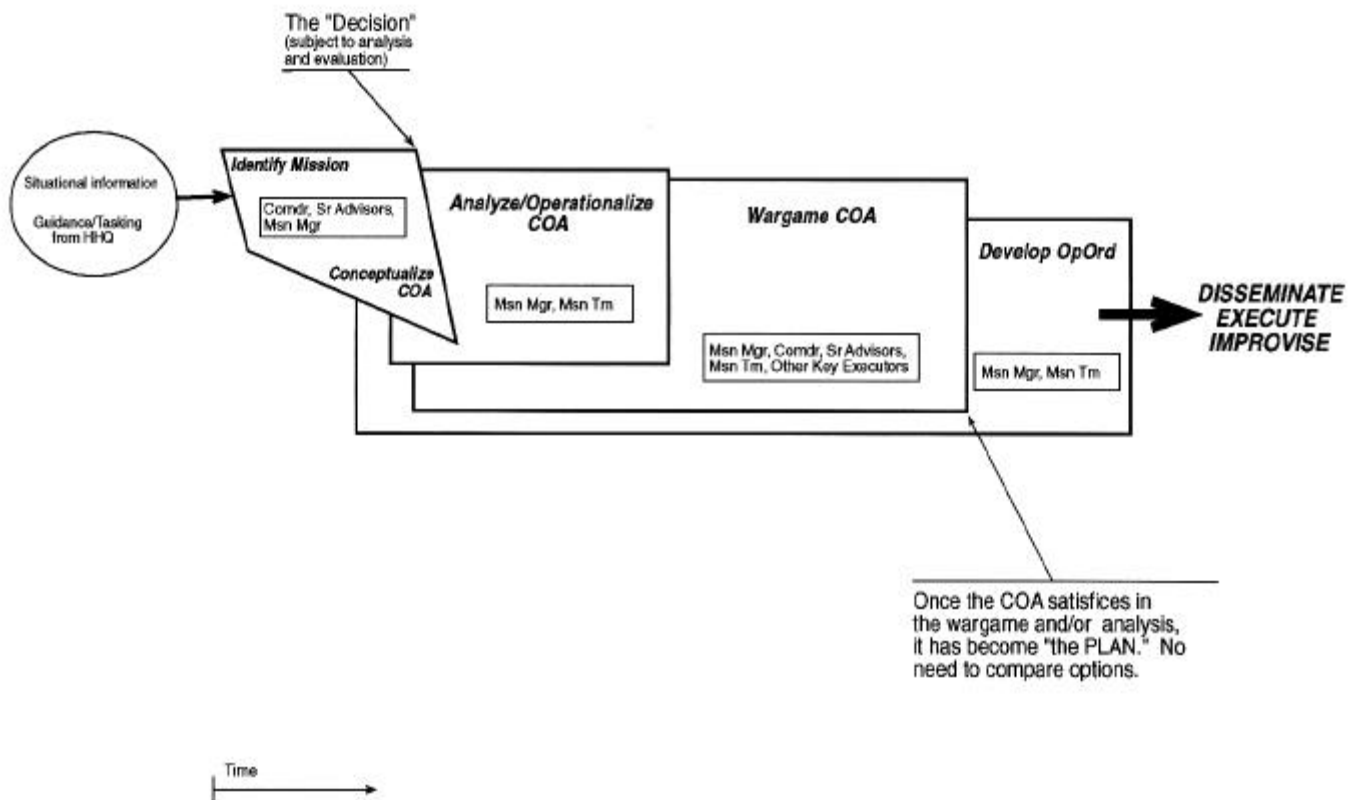 The "Decision"
(subject to analysis
and evaluation)
Situational information
Guidance/Tasking
from HHQ
Identify Mission
Comdr, Sr Advisors,
Msn Mgr
Conceptualize
COA
Analyze/Operationalize
COA
Msn Mgr, Msn Tm
Wargame COA
Msn Mgr, Comdr, Sr Advisors,
Msn Tm, Other Key Executors
Develop OpOrd
Msn Mgr, Msn Tm
DISSEMINATE
EXECUTE
IMPROVISE
Once the COA satisfices in
the wargame and/or analysis,
it has become "the PLAN." No
need to compare options.
Time